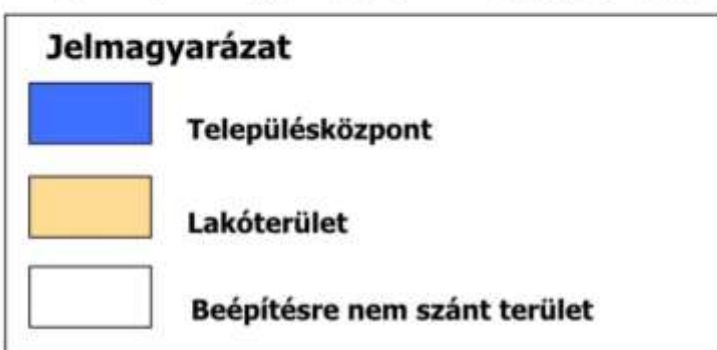 Jelmagyarázat
Településközpont
Lakóterület
Beépítésre nem szánt terület